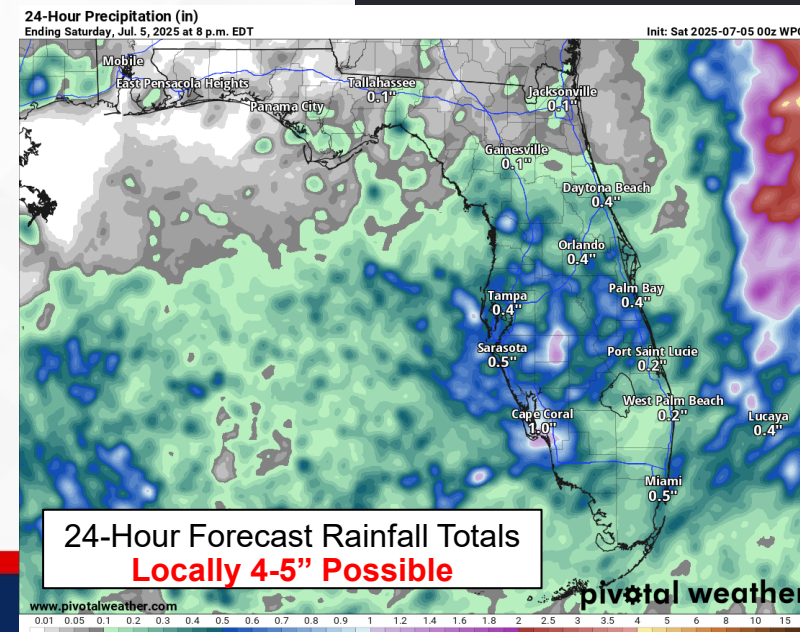 24-Hour Precipitation (in)
Ending Saturday, Jul. 5, 2025 at 8 p.m. EDT
Init: Sat 2025-07-05 00z WPC
Mobile
East Pensacola Heights
Tallahassee
0.1"
Panama City
Jacksonville
0.1"
Gainesville
0.1"
Daytona Beach
0.4"
Orlando
0.4"
Tampa
0.4"
Palm Bay
0.4"
Sarasota
0.5"
Port Saint Lucie
0.2"
West Palm Beach
0.2"
Cape Coral
1.0"
Lucaya
0.4"
Miami
0.5"
24-Hour Forecast Rainfall Totals
Locally 4-5” Possible
www.pivotalweather.com
pivotal weather
0.01 0.05 0.1 0.2 0.3 0.4 0.5 0.6 0.7 0.8 0.9 1 1.2 1.4 1.6 1.8 2 2.5 3 3.5 4 5 6 8 10 15